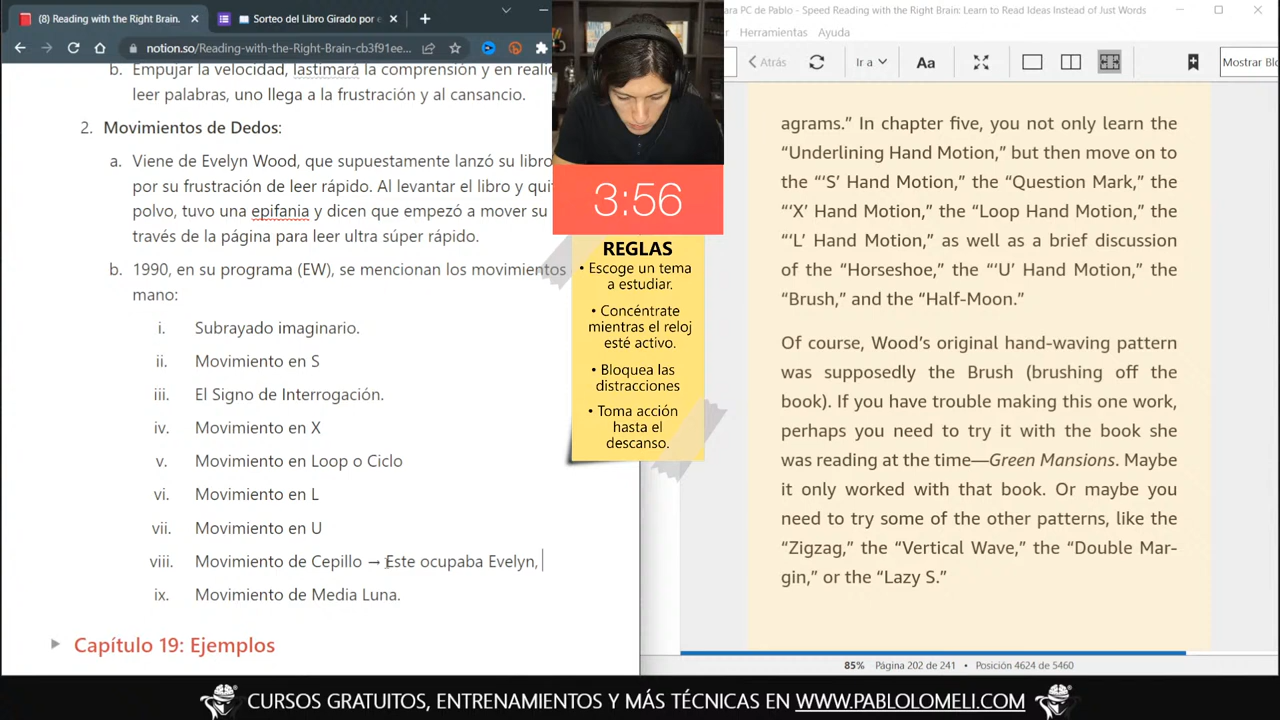 (8) Reading with the Right Brain.
Sorteo del Libro Girado por e
notion.so/Reading-with-the-Right-Brain-cb3f91ee...
b. Empujar la velocidad, lastimará la comprensión y en realic
leer palabras, uno llega a la frustración y al cansancio.
2. Movimientos de Dedos:
a. Viene de Evelyn Wood, que supuestamente lanzó su libro
por su frustración de leer rápido. Al levantar el libro y quit
polvo, tuvo una epifania y dicen que empezó a mover su
través de la página para leer ultra súper rápido.
b. 1990, en su programa (EW), se mencionan los movimientos
mano:
i. Subrayado imaginario.
ii. Movimiento en S
iii. El Signo de Interrogación.
iv. Movimiento en X
v. Movimiento en Loop o Ciclo
vi. Movimiento en L
vii. Movimiento en U
viii. Movimiento de Cepillo → Este ocupaba Evelyn,
ix. Movimiento de Media Luna.
Capítulo 19: Ejemplos
3:56
REGLAS
• Escoge un tema
a estudiar.
• Concéntrate
mientras el reloj
esté activo.
• Bloquea las
distracciones
• Toma acción
hasta el
descanso.
ara PC de Pablo - Speed Reading with the Right Brain: Learn to Read Ideas Instead of Just Words
Herramientas Ayuda
Atrás
Ir a
Aa
Mostrar Blo
agrams.” In chapter five, you not only learn the
“Underlining Hand Motion,” but then move on to
the “‘S’ Hand Motion,” the “Question Mark,” the
“‘X’ Hand Motion,” the “Loop Hand Motion,” the
“‘L’ Hand Motion,” as well as a brief discussion
of the “Horseshoe,” the “‘U’ Hand Motion,” the
“Brush,” and the “Half-Moon.”
Of course, Wood’s original hand-waving pattern
was supposedly the Brush (brushing off the
book). If you have trouble making this one work,
perhaps you need to try it with the book she
was reading at the time—Green Mansions. Maybe
it only worked with that book. Or maybe you
need to try some of the other patterns, like the
“Zigzag,” the “Vertical Wave,” the “Double Mar-
gin,” or the “Lazy S.”
85% Página 202 de 241 • Posición 4624 de 5460
CURSOS GRATUITOS, ENTRENAMIENTOS Y MÁS TÉCNICAS EN WWW.PABLOLOMELI.COM